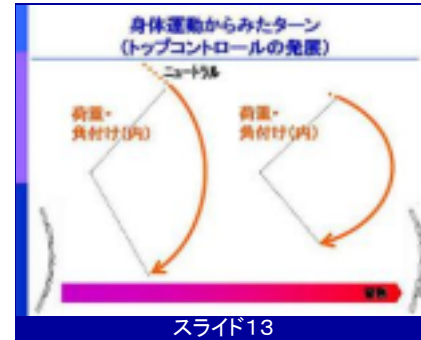 身体運動からみたターン
(トップコントロールの発展)
ニュートラル
荷重・
角付け(内)
荷重・
角付け(内)
スライド13